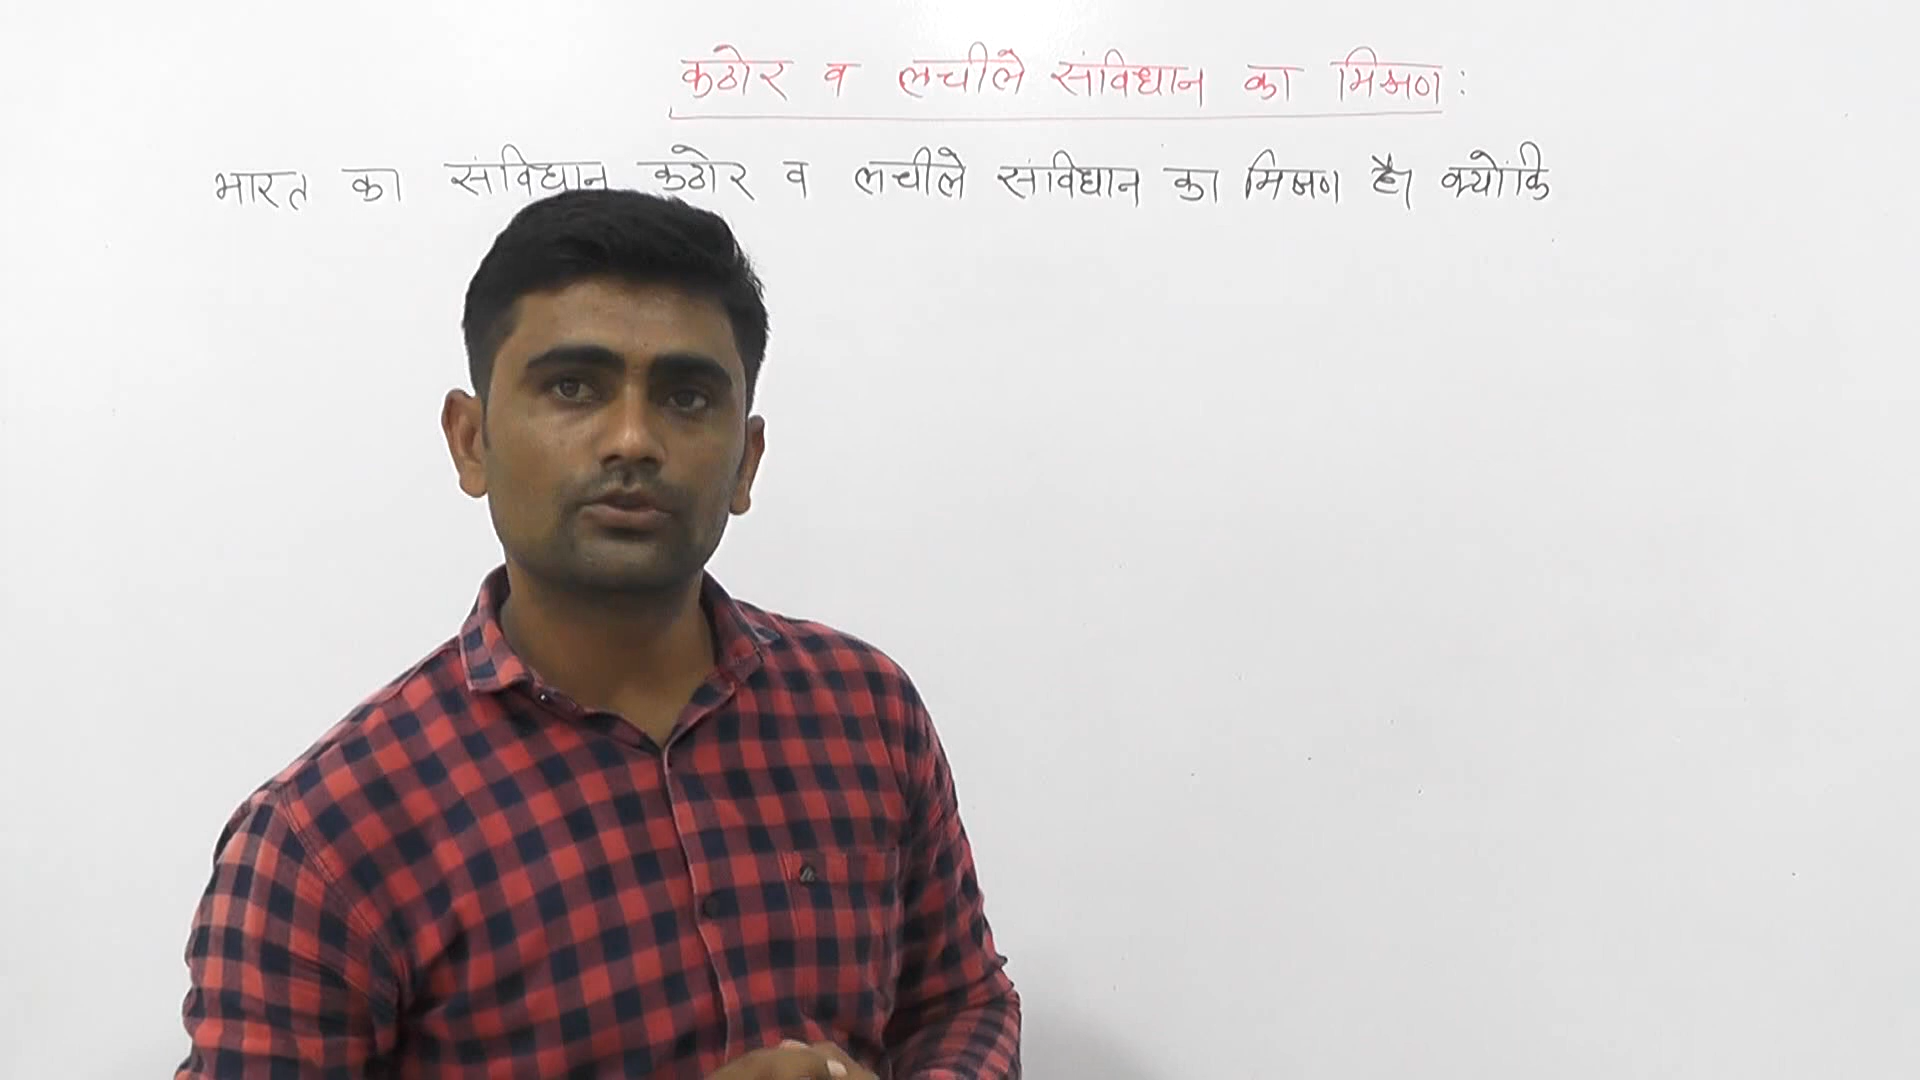 कठोर व लचीले संविधान का मिश्रण :
भारत का संविधान कठोर व लचीले संविधान का मिश्रण है। क्योंकि